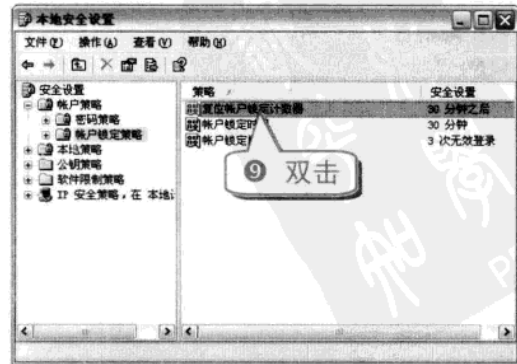 本地安全设置
文件(F) 操作(A) 查看(V) 帮助(H)
安全设置
帐户策略
密码策略
帐户锁定策略
本地策略
公钥策略
软件限制策略
IP 安全策略，在 本地
策略 安全设置
复位帐户锁定计数器 30 分钟之后
帐户锁定 30 分钟
帐户锁定 3 次无效登录
❾ 双击